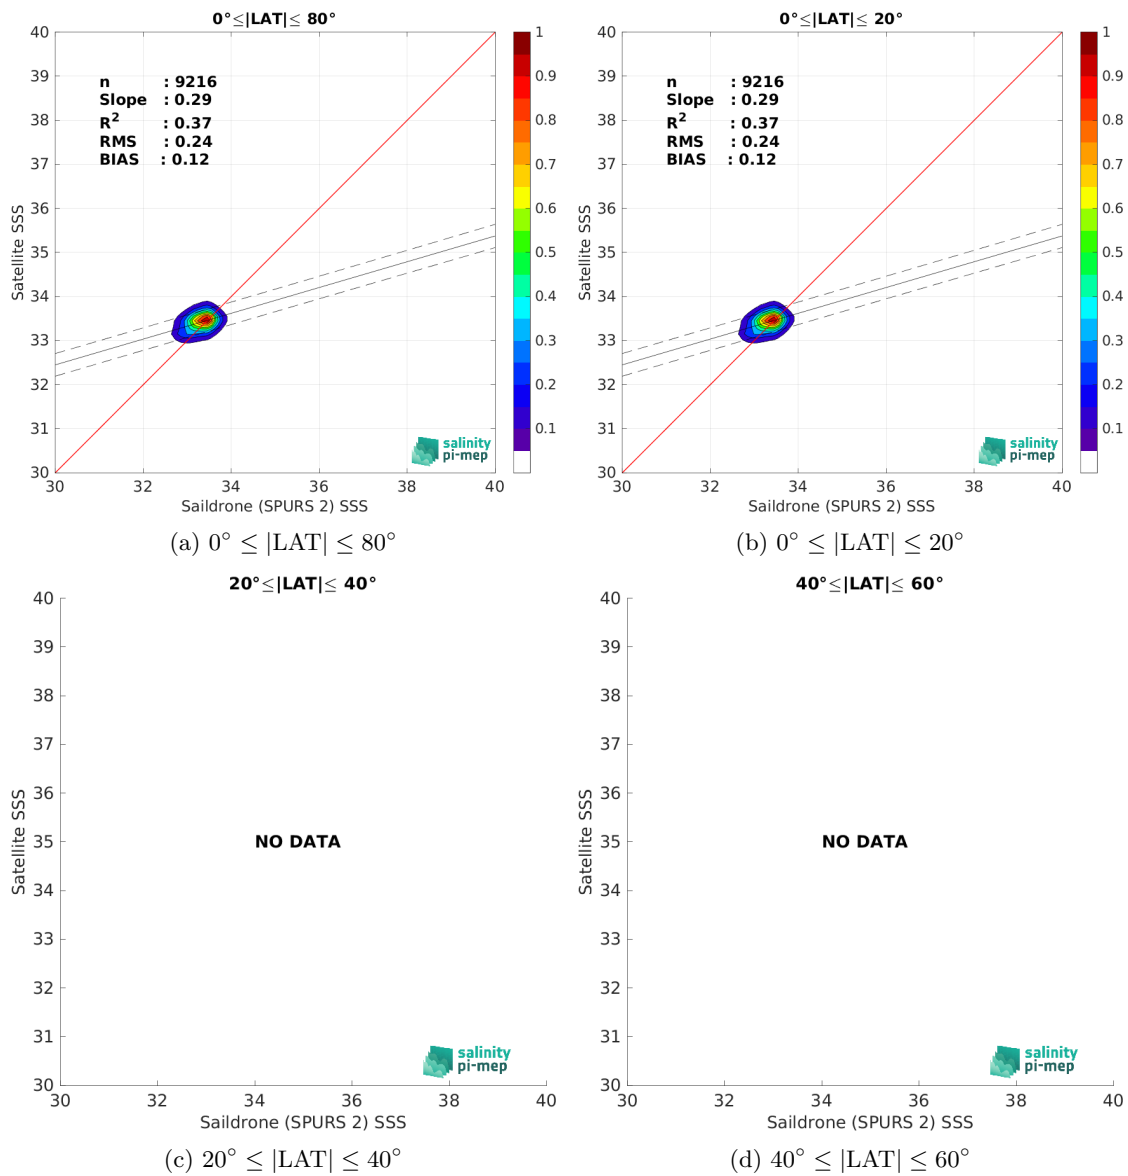 0°≤|LAT|≤ 80°
40
39
38
37
36
35
34
33
32
31
30
n : 9216
Slope : 0.29
R² : 0.37
RMS : 0.24
BIAS : 0.12
1
0.9
0.8
0.7
0.6
0.5
0.4
0.3
0.2
0.1
Satellite SSS
salinity
pi-mep
30 32 34 36 38 40
Saildrone (SPURS 2) SSS
(a) 0° ≤ |LAT| ≤ 80°
0°≤|LAT|≤ 20°
40
39
38
37
36
35
34
33
32
31
30
n : 9216
Slope : 0.29
R² : 0.37
RMS : 0.24
BIAS : 0.12
1
0.9
0.8
0.7
0.6
0.5
0.4
0.3
0.2
0.1
Satellite SSS
salinity
pi-mep
30 32 34 36 38 40
Saildrone (SPURS 2) SSS
(b) 0° ≤ |LAT| ≤ 20°
20°≤|LAT|≤ 40°
40
39
38
37
36
35
34
33
32
31
30
Satellite SSS
NO DATA
salinity
pi-mep
30 32 34 36 38 40
Saildrone (SPURS 2) SSS
(c) 20° ≤ |LAT| ≤ 40°
40°≤|LAT|≤ 60°
40
39
38
37
36
35
34
33
32
31
30
Satellite SSS
NO DATA
salinity
pi-mep
30 32 34 36 38 40
Saildrone (SPURS 2) SSS
(d) 40° ≤ |LAT| ≤ 60°